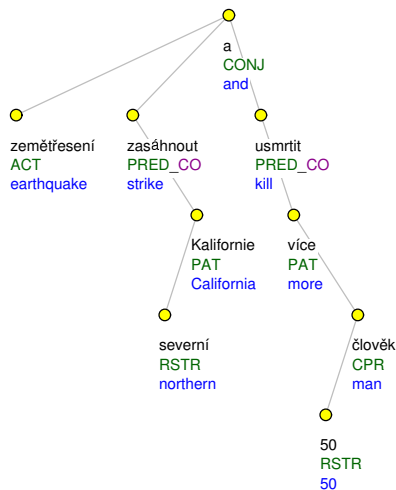 a
CONJ
and
zemětřesení
ACT
earthquake
zasáhnout
PRED_CO
strike
usmrtit
PRED_CO
kill
Kalifornie
PAT
California
více
PAT
more
severní
RSTR
northern
člověk
CPR
man
50
RSTR
50